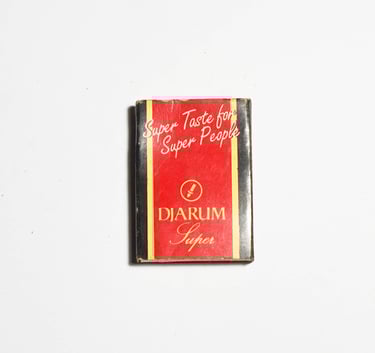 Super Taste for
Super People
DJARUM
Super